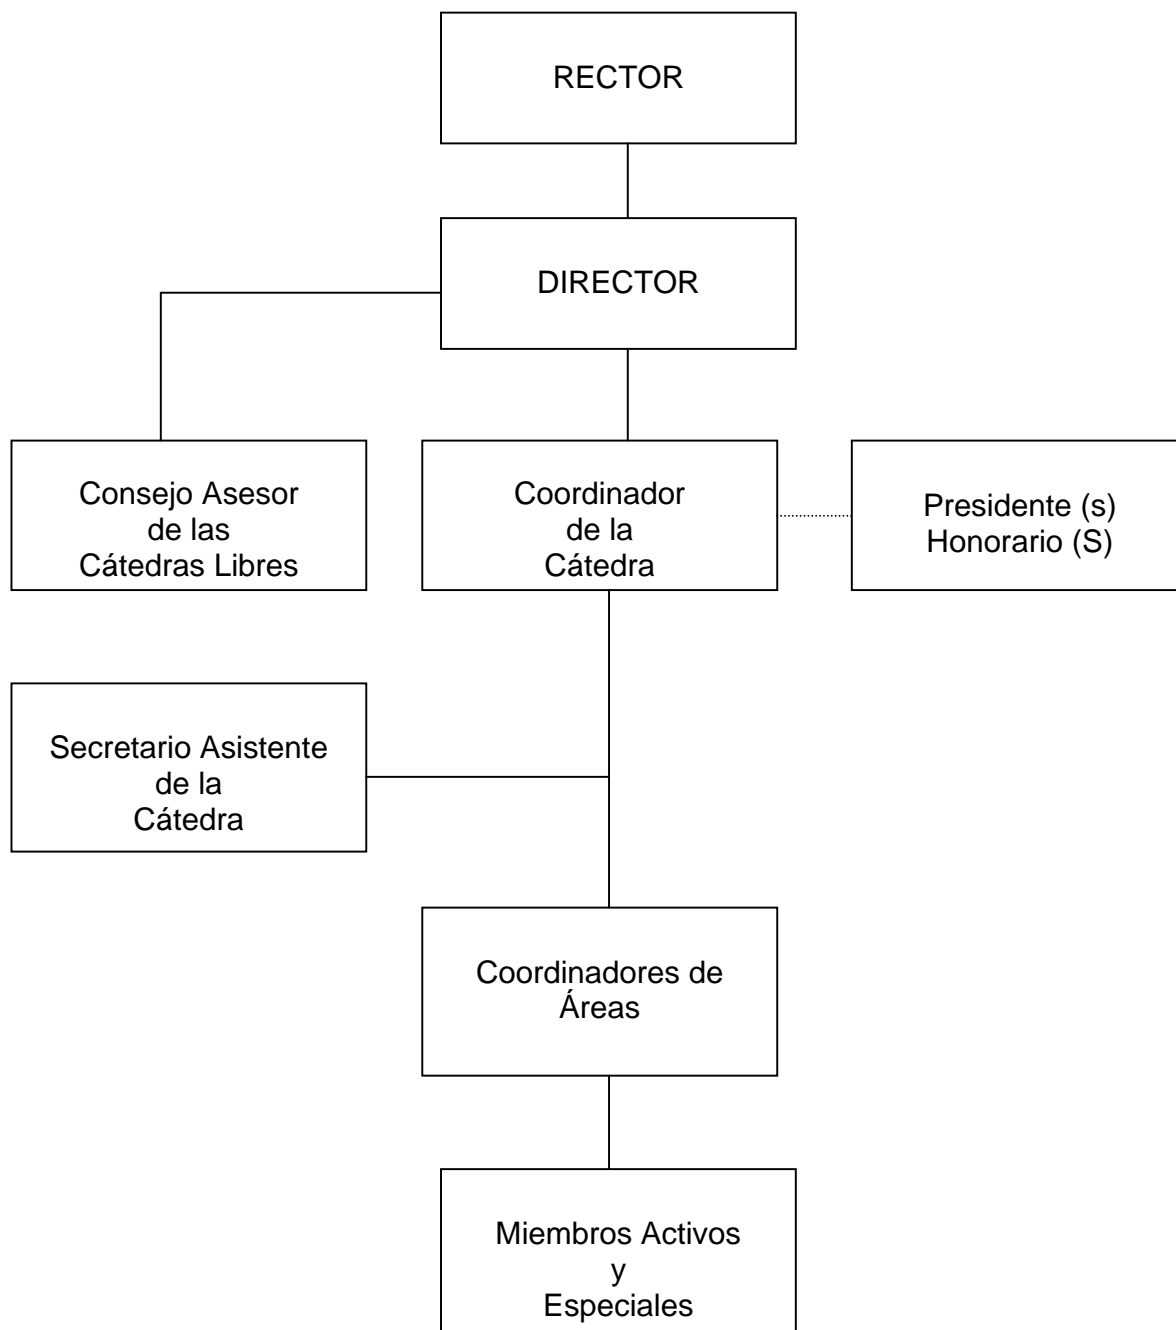 RECTOR
DIRECTOR
Consejo Asesor
de las
Cátedras Libres
Coordinador
de la
Cátedra
Presidente (s)
Honorario (S)
Secretario Asistente
de la
Cátedra
Coordinadores de
Áreas
Miembros Activos
y
Especiales